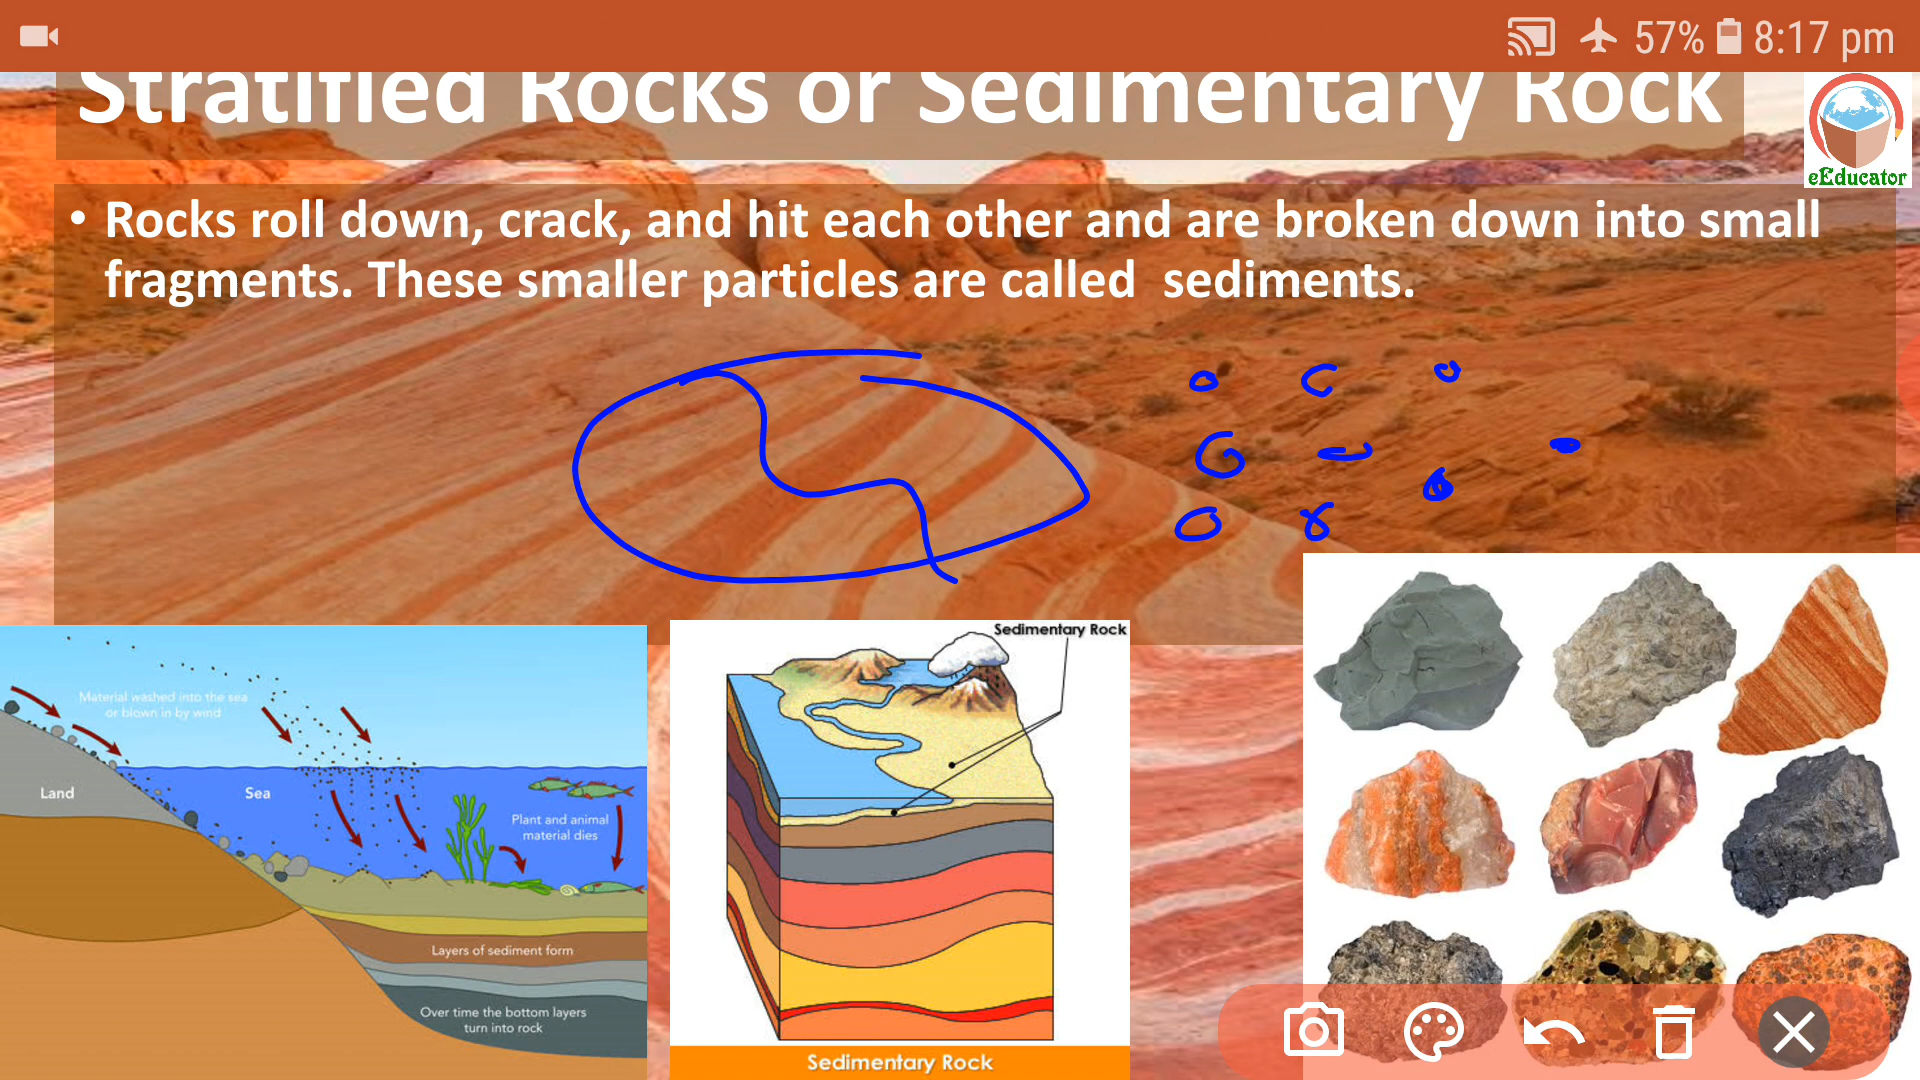 57% 8:17 pm
Stratified Rocks or Sedimentary Rock
eEducator
• Rocks roll down, crack, and hit each other and are broken down into small
fragments. These smaller particles are called sediments.
Material washed into the sea
or blown in by wind
Land
Sea
Plant and animal
material dies
Layers of sediment form
Over time the bottom layers
turn into rock
Sedimentary Rock
Sedimentary Rock